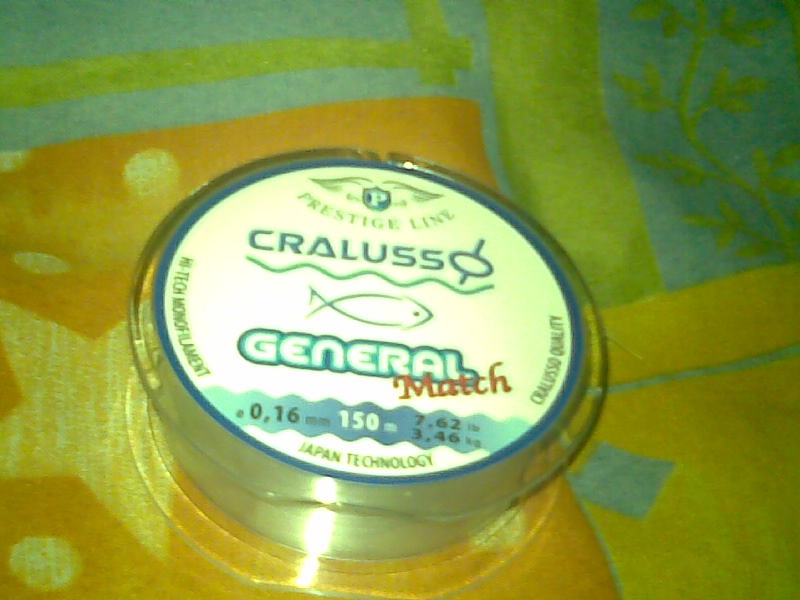 P
PRESTIGE LINE
CRALUSSO
HI-TECH MONOFILAMENT
GENERAL
Match
CRALUSSO QUALITY
ø 0,16 mm 150 m 7.62 lb
3,46 kg
JAPAN TECHNOLOGY